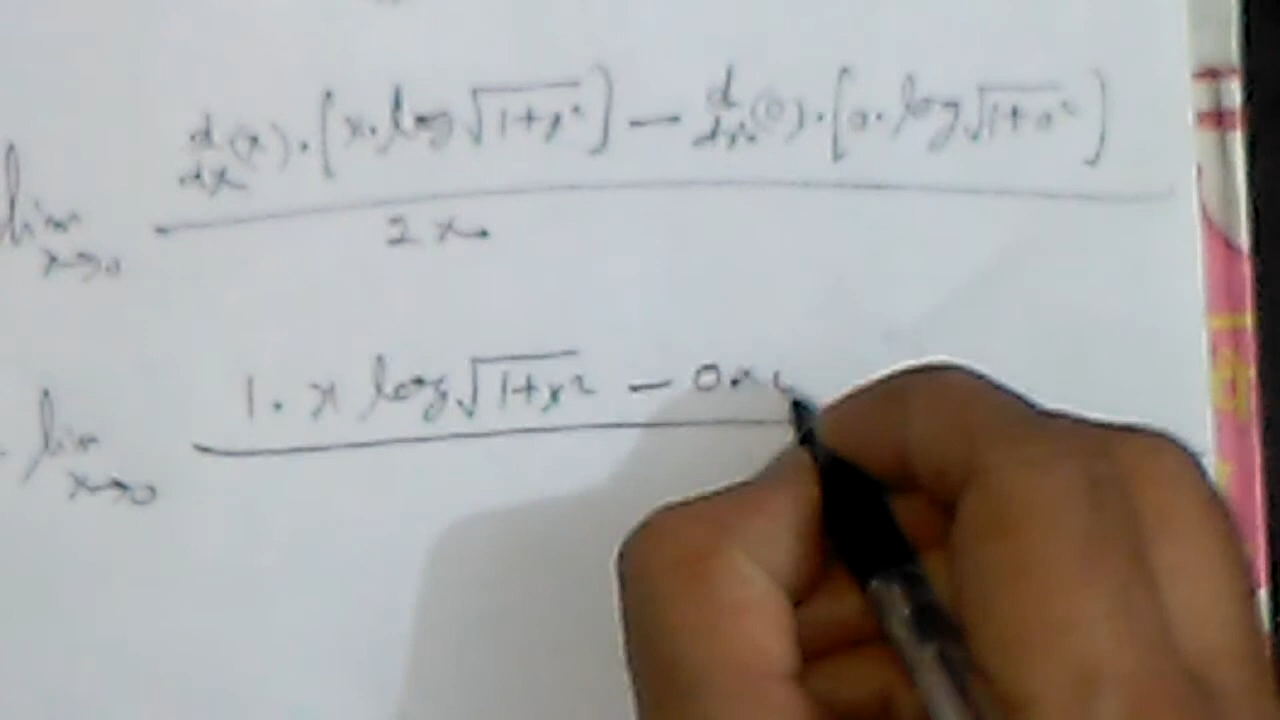 d/dx (x) · [x · log √(1+x²)] − d/dx (0) · [0 · log √(1+0²)]
lim x→0
2x
1 · x log √(1+x²) − 0×
lim x→0